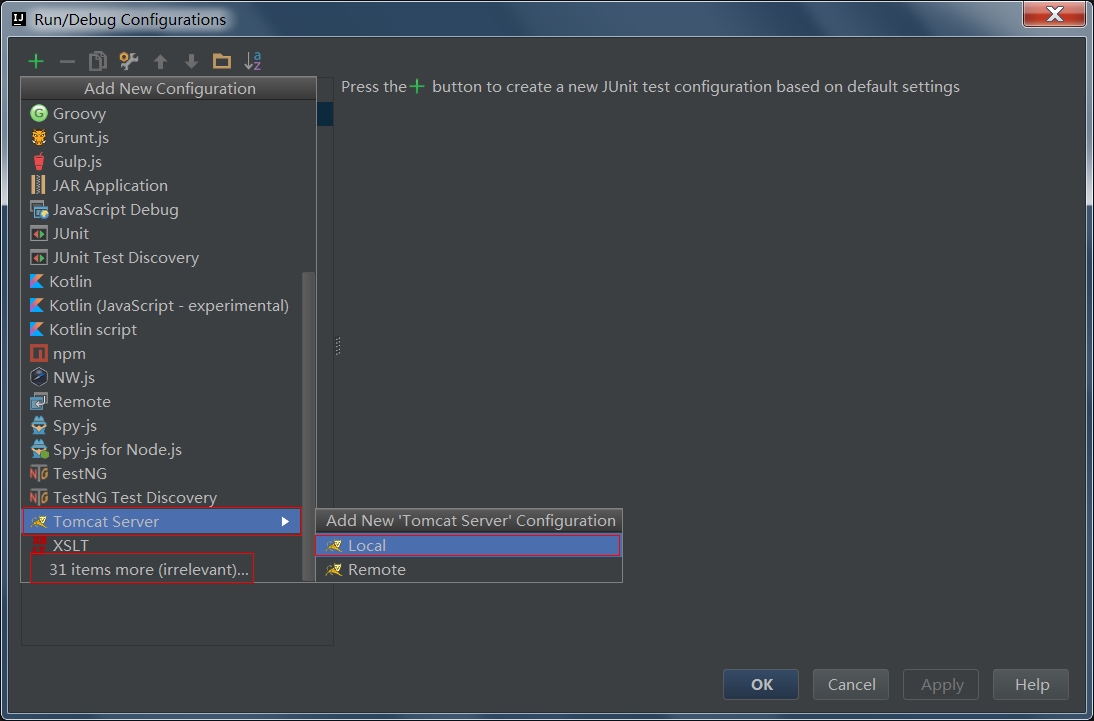 Run/Debug Configurations
Add New Configuration
Press the + button to create a new JUnit test configuration based on default settings
Groovy
Grunt.js
Gulp.js
JAR Application
JavaScript Debug
JUnit
JUnit Test Discovery
Kotlin
Kotlin (JavaScript - experimental)
Kotlin script
npm
NW.js
Remote
Spy-js
Spy-js for Node.js
TestNG
TestNG Test Discovery
Tomcat Server
XSLT
31 items more (irrelevant)...
Add New 'Tomcat Server' Configuration
Local
Remote
OK
Cancel
Apply
Help